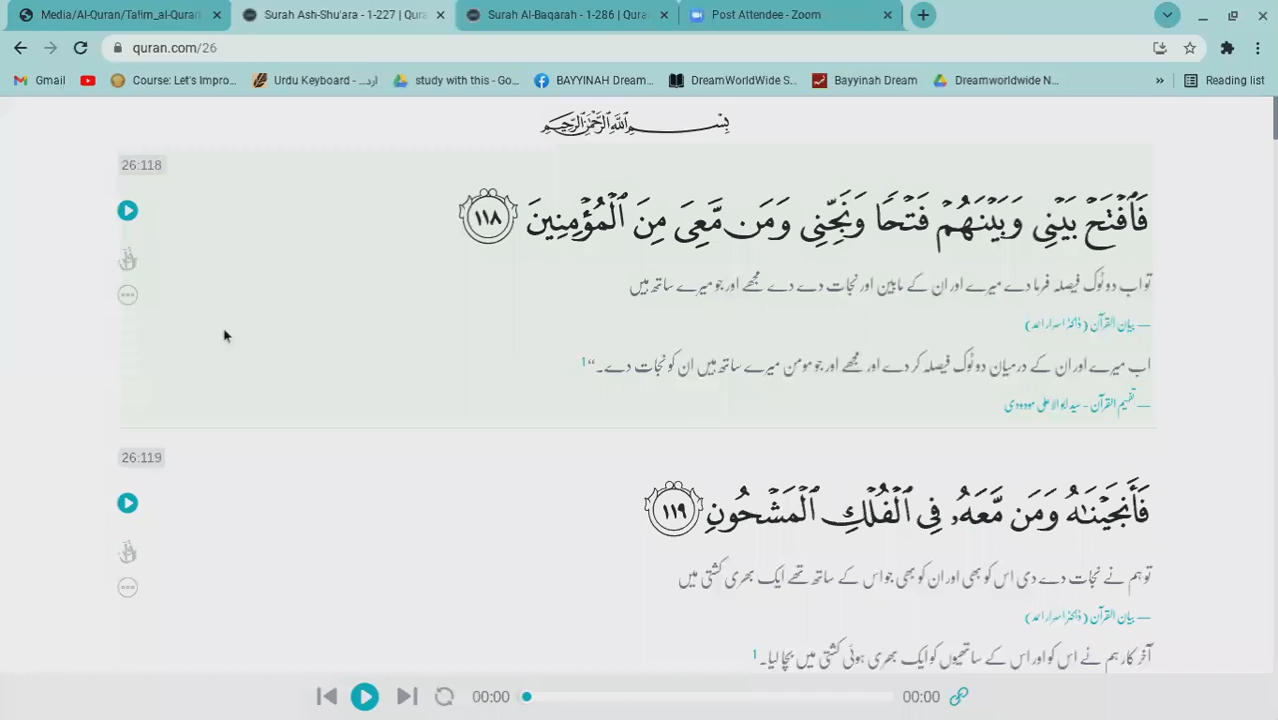 Media/Al-Quran/Talim_al-Quran
Surah Ash-Shu'ara - 1-227 | Qura
Surah Al-Baqarah - 1-286 | Qura
Post Attendee - Zoom
quran.com/26
Gmail
Course: Let's Impro...
Urdu Keyboard - ...اردو
study with this - Go...
BAYYINAH Dream...
DreamWorldWide S...
Bayyinah Dream
Dreamworldwide N...
»
Reading list
بِسْمِ ٱللَّهِ ٱلرَّحْمَٰنِ ٱلرَّحِيمِ
26:118
فَٱفْتَحْ بَيْنِى وَبَيْنَهُمْ فَتْحًا وَنَجِّنِى وَمَن مَّعِىَ مِنَ ٱلْمُؤْمِنِينَ ١١٨
تو اب دو ٹوک فیصلہ فرما دے میرے اور ان کے مابین اور نجات دے دے مجھے اور جو میرے ساتھ ہیں
— بیان القرآن (ڈاکٹر اسرار احمد)
اب میرے اور ان کے درمیان دو ٹوک فیصلہ کر دے اور مجھے اور جو مومن میرے ساتھ ہیں ان کو نجات دے۔“ 1
— تفہیم القرآن - سید ابو الاعلی مودودی
26:119
فَأَنجَيْنَٰهُ وَمَن مَّعَهُۥ فِى ٱلْفُلْكِ ٱلْمَشْحُونِ ١١٩
تو ہم نے نجات دے دی اس کو بھی اور ان کو بھی جو اس کے ساتھ تھے ایک بھری کشتی میں
— بیان القرآن (ڈاکٹر اسرار احمد)
آخر کار ہم نے اس کو اور اس کے ساتھیوں کو ایک بھری ہوئی کشتی میں بچا لیا۔ 1
00:00
00:00